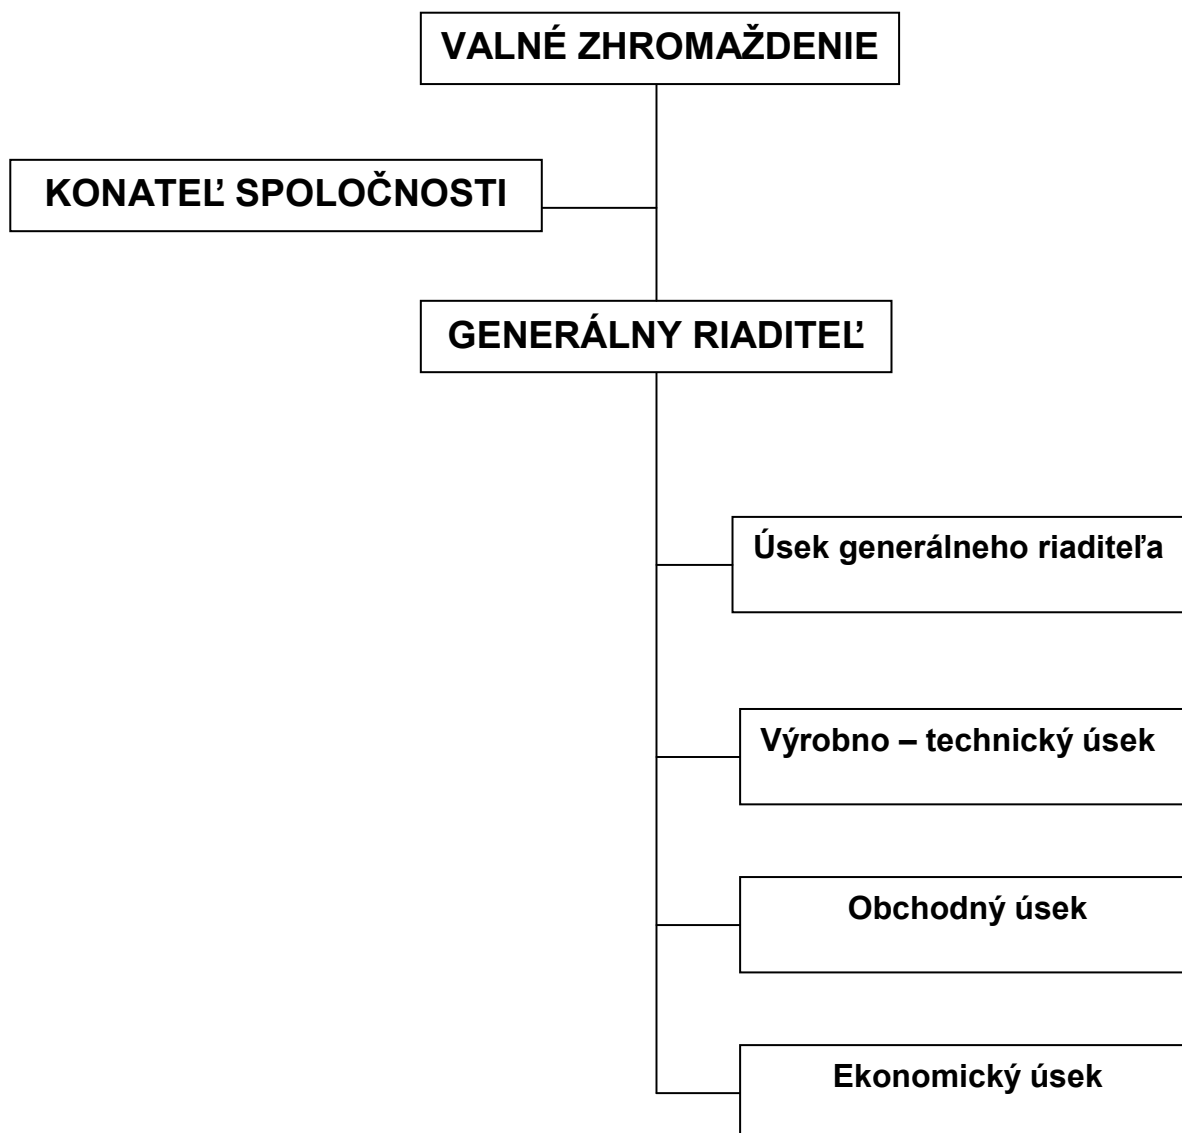 VALNÉ ZHROMAŽDENIE
KONATEĽ SPOLOČNOSTI
GENERÁLNY RIADITEĽ
Úsek generálneho riaditeľa
Výrobno – technický úsek
Obchodný úsek
Ekonomický úsek